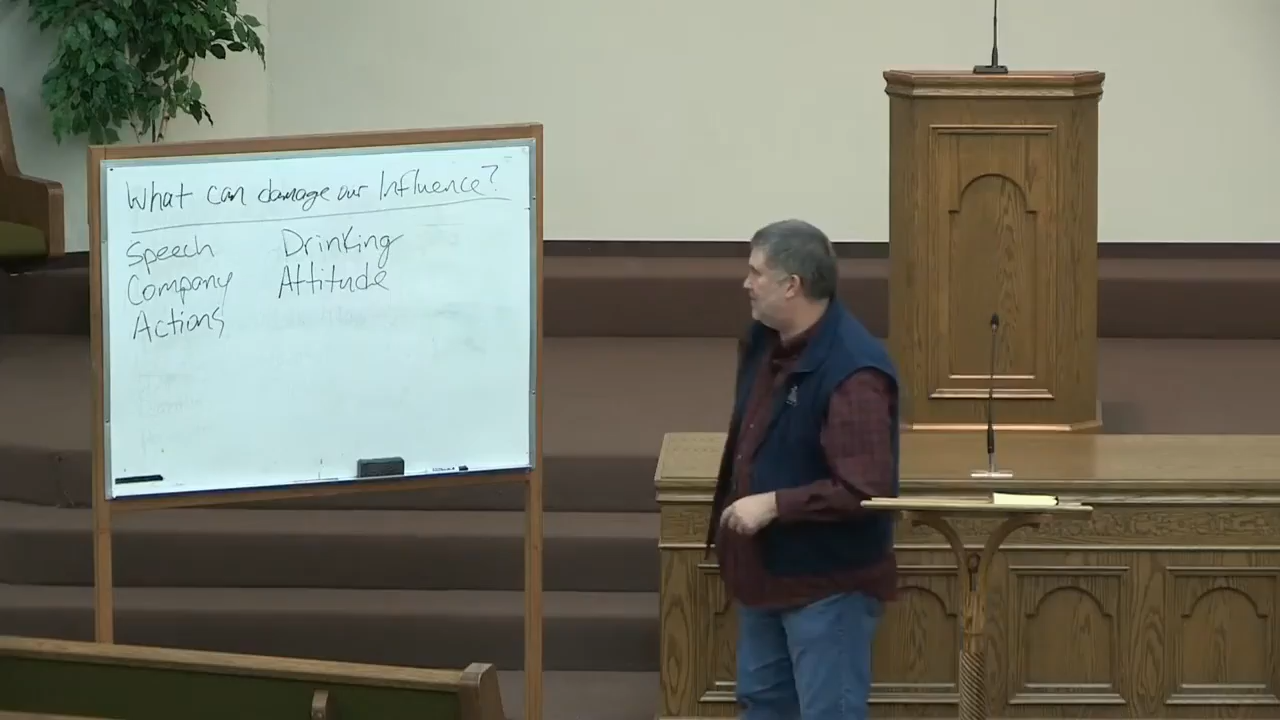 What can damage our Influence?
Speech
Company
Actions
Drinking
Attitude